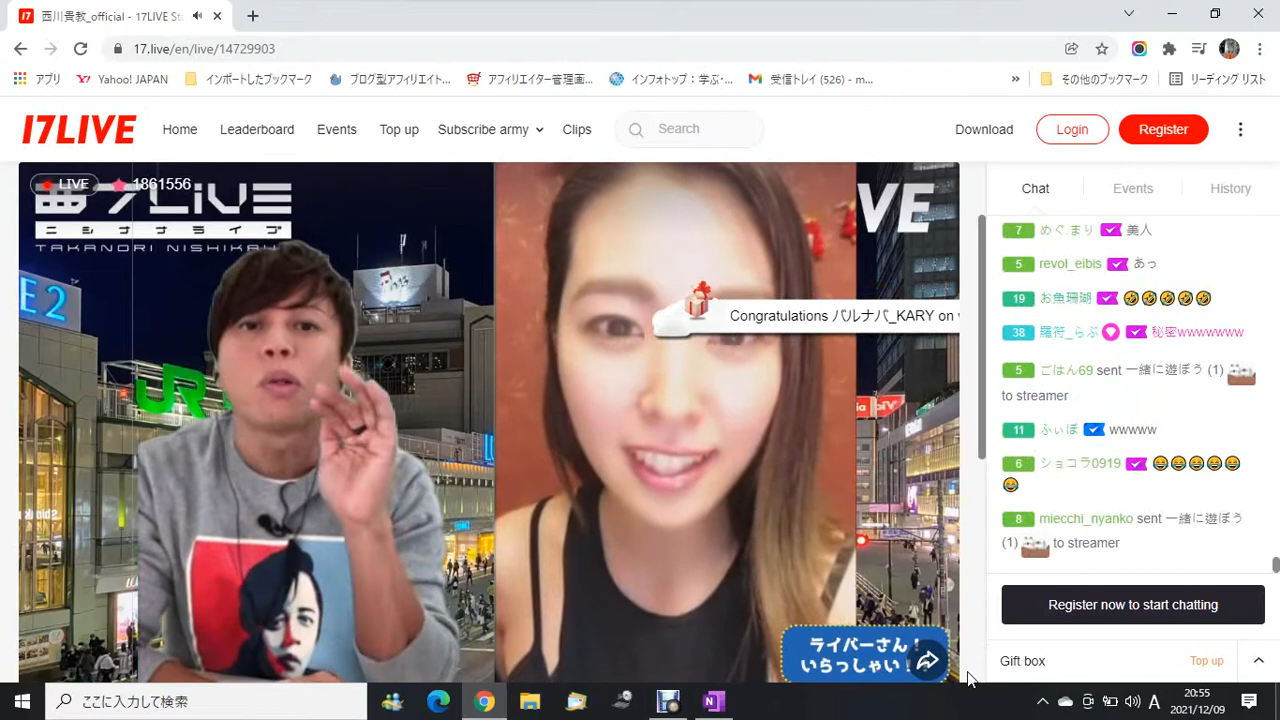 西川貴教_official - 17LIVE St
17.live/en/live/14729903
アプリ
Yahoo! JAPAN
インポートしたブックマーク
ブログ型アフィリエイト...
アフィリエイター管理画...
インフォトップ：学ぶ・...
受信トレイ (526) - m...
»
その他のブックマーク
リーディング リスト
17LIVE
Home
Leaderboard
Events
Top up
Subscribe army
Clips
Search
Download
Login
Register
LIVE
1861556
西7LiVE
ニシナナライブ
TAKANORI NISHIKAWA
VE
E 2
JR
Congratulations パルナパ_KARY on
ライバーさん！
いらっしゃい！
Chat
Events
History
7 めぐ.まり 美人
5 revol_eibis あっ
19 お魚珊瑚 🤣🤣🤣🤣🤣
38 羅符_らぶ 秘密wwwwwww
5 ごはん69 sent 一緒に遊ぼう (1)
to streamer
11 ふぃぽ wwwww
6 ショコラ0919 😂😂😂😂😂
😂
8 miecchi_nyanko sent 一緒に遊ぼう
(1) to streamer
Register now to start chatting
Gift box
Top up
ここに入力して検索
A
20:55
2021/12/09